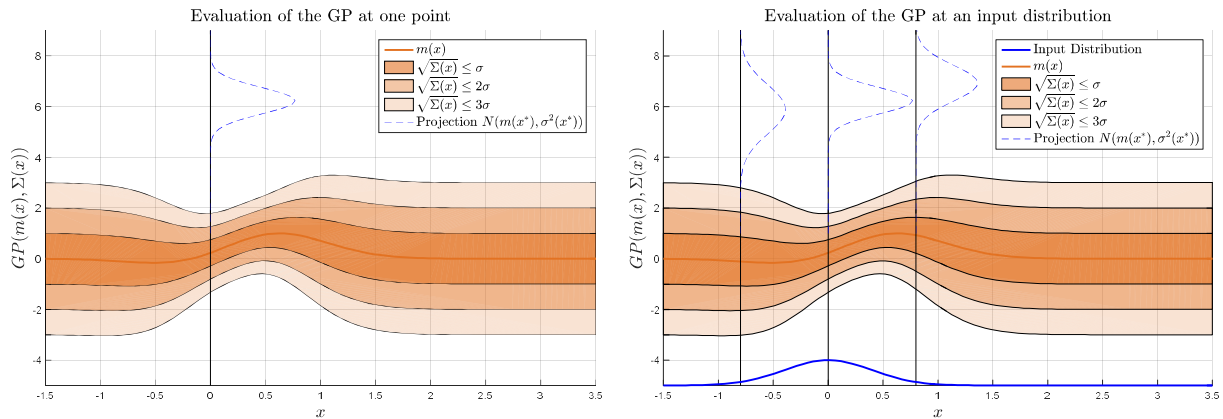 Evaluation of the GP at one point
8
6
4
2
0
-2
-4
-1.5
-1
-0.5
0
0.5
1
1.5
2
2.5
3
3.5
x
GP(m(x), Σ(x))
m(x)
√Σ(x) ≤ σ
√Σ(x) ≤ 2σ
√Σ(x) ≤ 3σ
Projection N(m(x*), σ²(x*))
Evaluation of the GP at an input distribution
8
6
4
2
0
-2
-4
-1.5
-1
-0.5
0
0.5
1
1.5
2
2.5
3
3.5
x
GP(m(x), Σ(x))
Input Distribution
m(x)
√Σ(x) ≤ σ
√Σ(x) ≤ 2σ
√Σ(x) ≤ 3σ
Projection N(m(x*), σ²(x*))